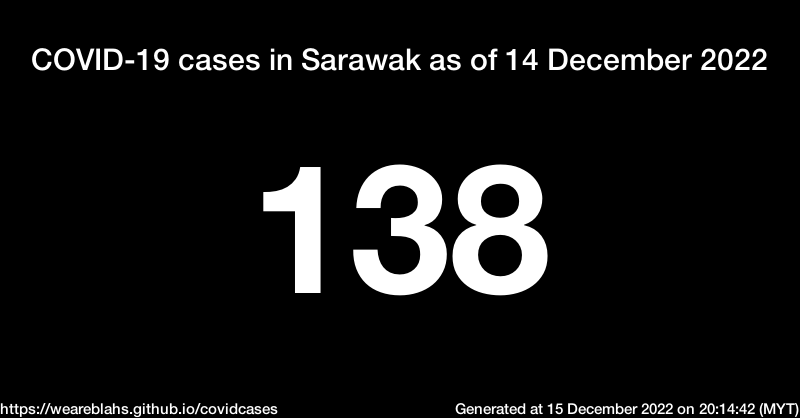 COVID-19 cases in Sarawak as of 14 December 2022
138
https://weareblahs.github.io/covidcases
Generated at 15 December 2022 on 20:14:42 (MYT)